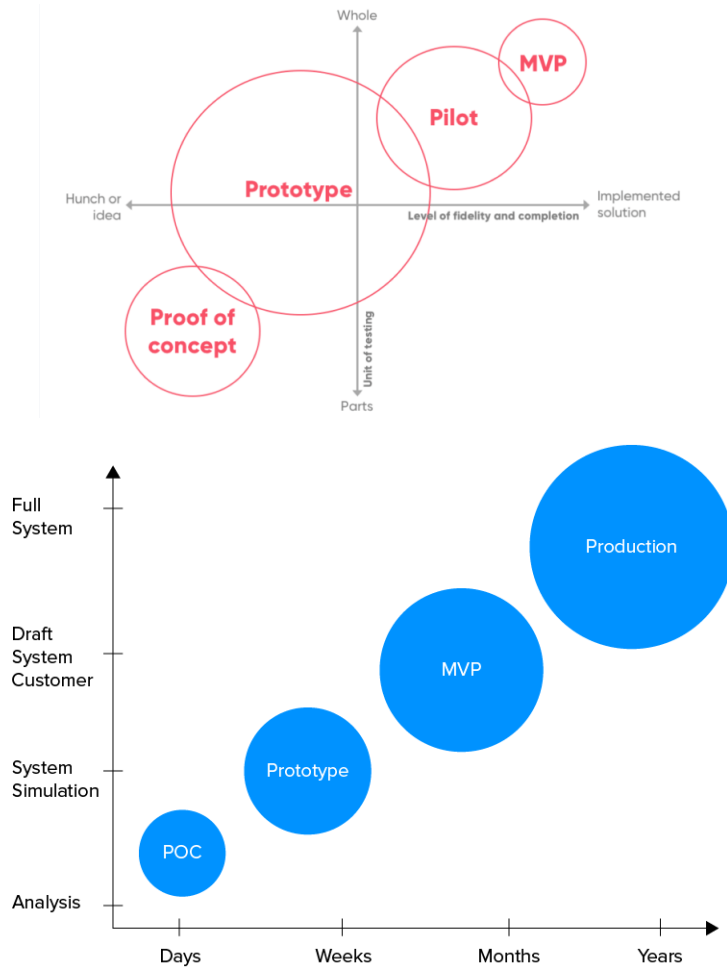 Whole
MVP
Pilot
Prototype
Hunch or
idea
Implemented
solution
Level of fidelity and completion
Proof of
concept
Unit of testing
Parts
Full
System
Production
Draft
System
Customer
MVP
System
Simulation
Prototype
POC
Analysis
Days
Weeks
Months
Years